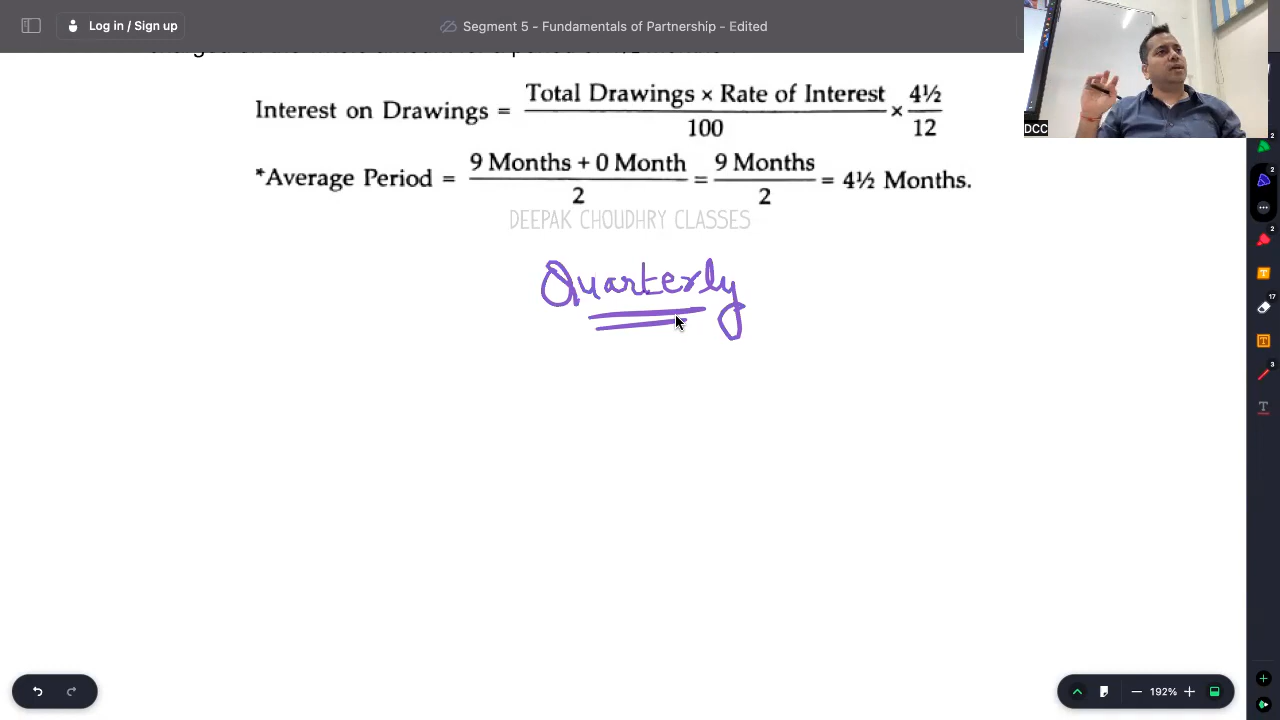 Log in / Sign up
Segment 5 - Fundamentals of Partnership - Edited
DCC
Interest on Drawings = Total Drawings × Rate of Interest / 100 × 4½ / 12
*Average Period = 9 Months + 0 Month / 2 = 9 Months / 2 = 4½ Months.
DEEPAK CHOUDHRY CLASSES
Quarterly
192%